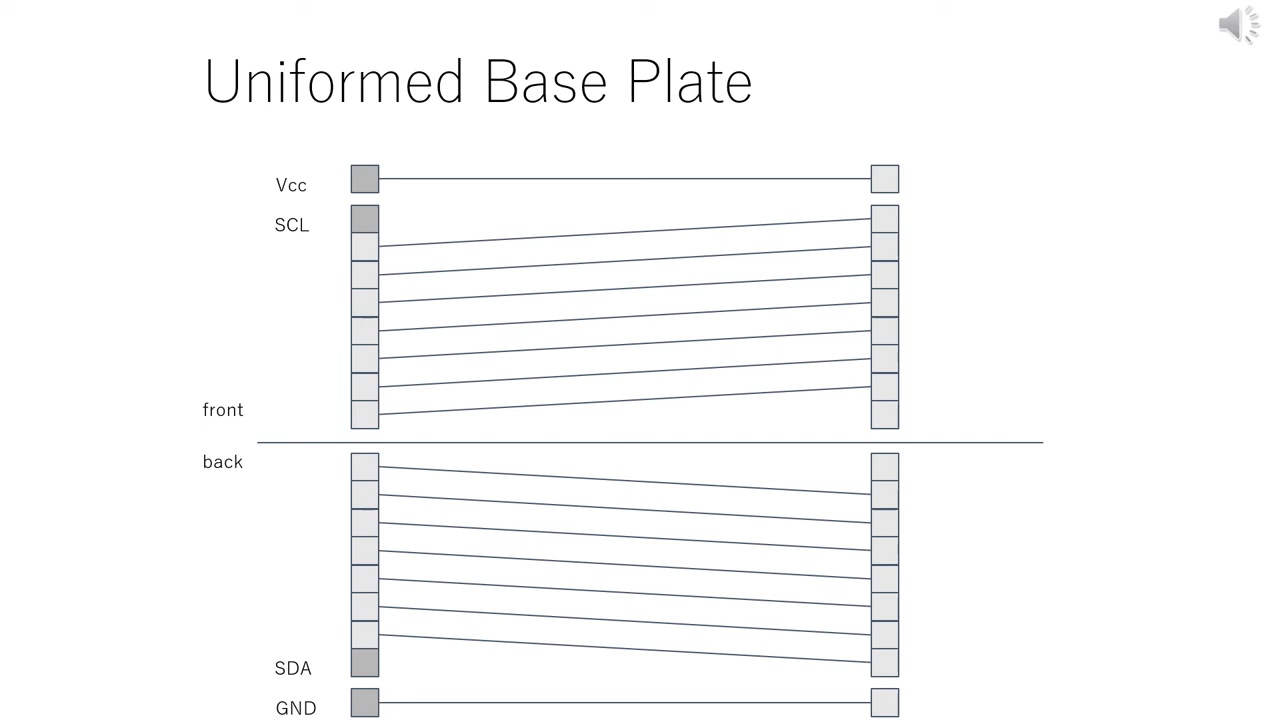 Uniformed Base Plate
Vcc
SCL
front
back
SDA
GND